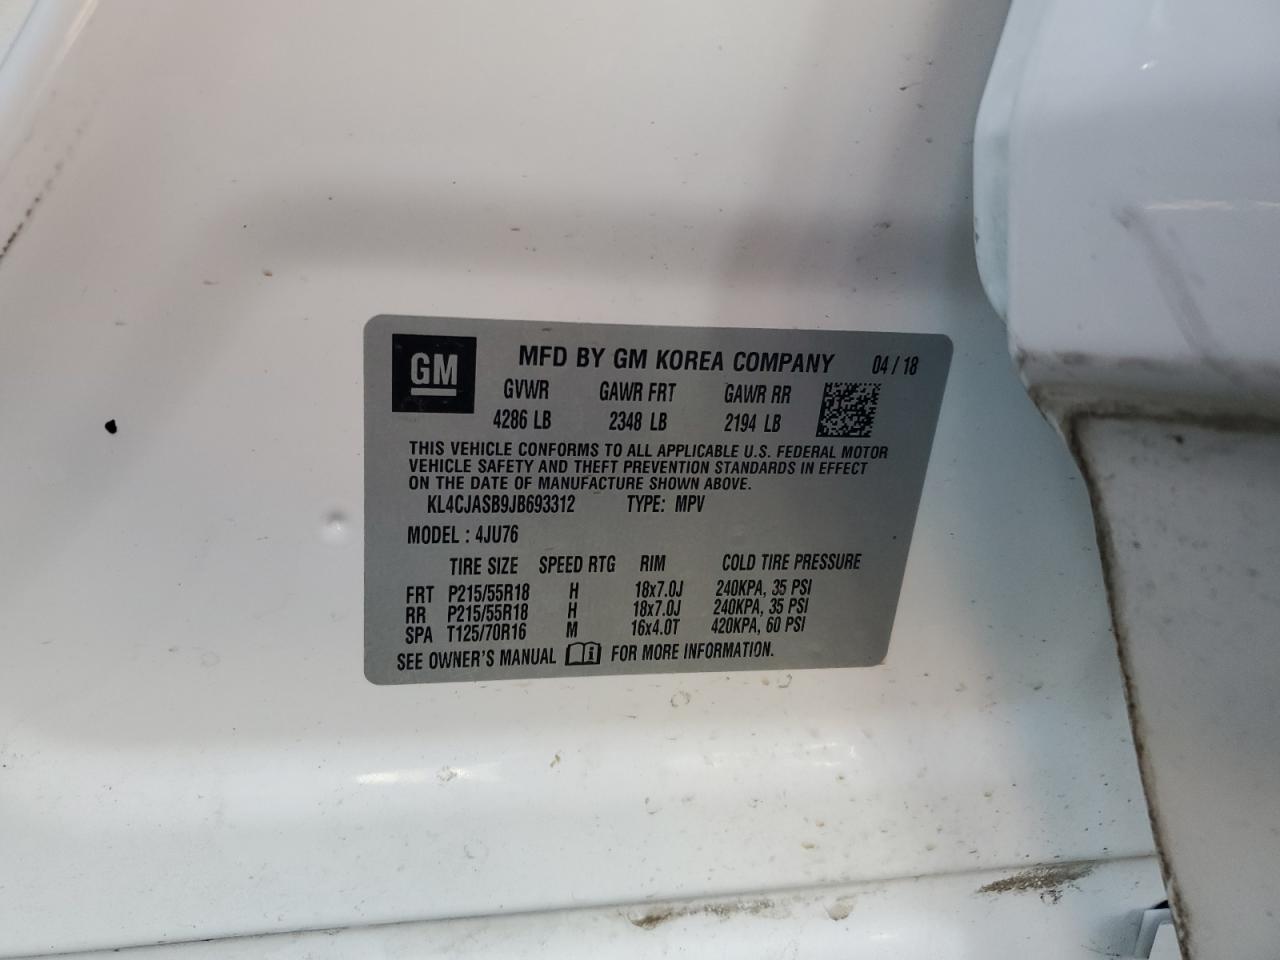 GM MFD BY GM KOREA COMPANY 04 / 18
GVWR GAWR FRT GAWR RR
4286 LB 2348 LB 2194 LB
THIS VEHICLE CONFORMS TO ALL APPLICABLE U.S. FEDERAL MOTOR
VEHICLE SAFETY AND THEFT PREVENTION STANDARDS IN EFFECT
ON THE DATE OF MANUFACTURE SHOWN ABOVE.
KL4CJASB9JB693312 TYPE: MPV
MODEL : 4JU76
TIRE SIZE SPEED RTG RIM COLD TIRE PRESSURE
FRT P215/55R18 H 18x7.0J 240KPA, 35 PSI
RR P215/55R18 H 18x7.0J 240KPA, 35 PSI
SPA T125/70R16 M 16x4.0T 420KPA, 60 PSI
SEE OWNER'S MANUAL FOR MORE INFORMATION.